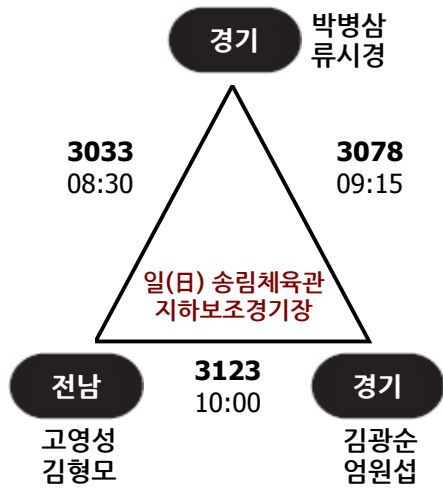 경기
박병삼
류시경
3033
08:30
3078
09:15
일(日) 송림체육관
지하보조경기장
전남
3123
10:00
경기
고영성
김형모
김광순
엄원섭